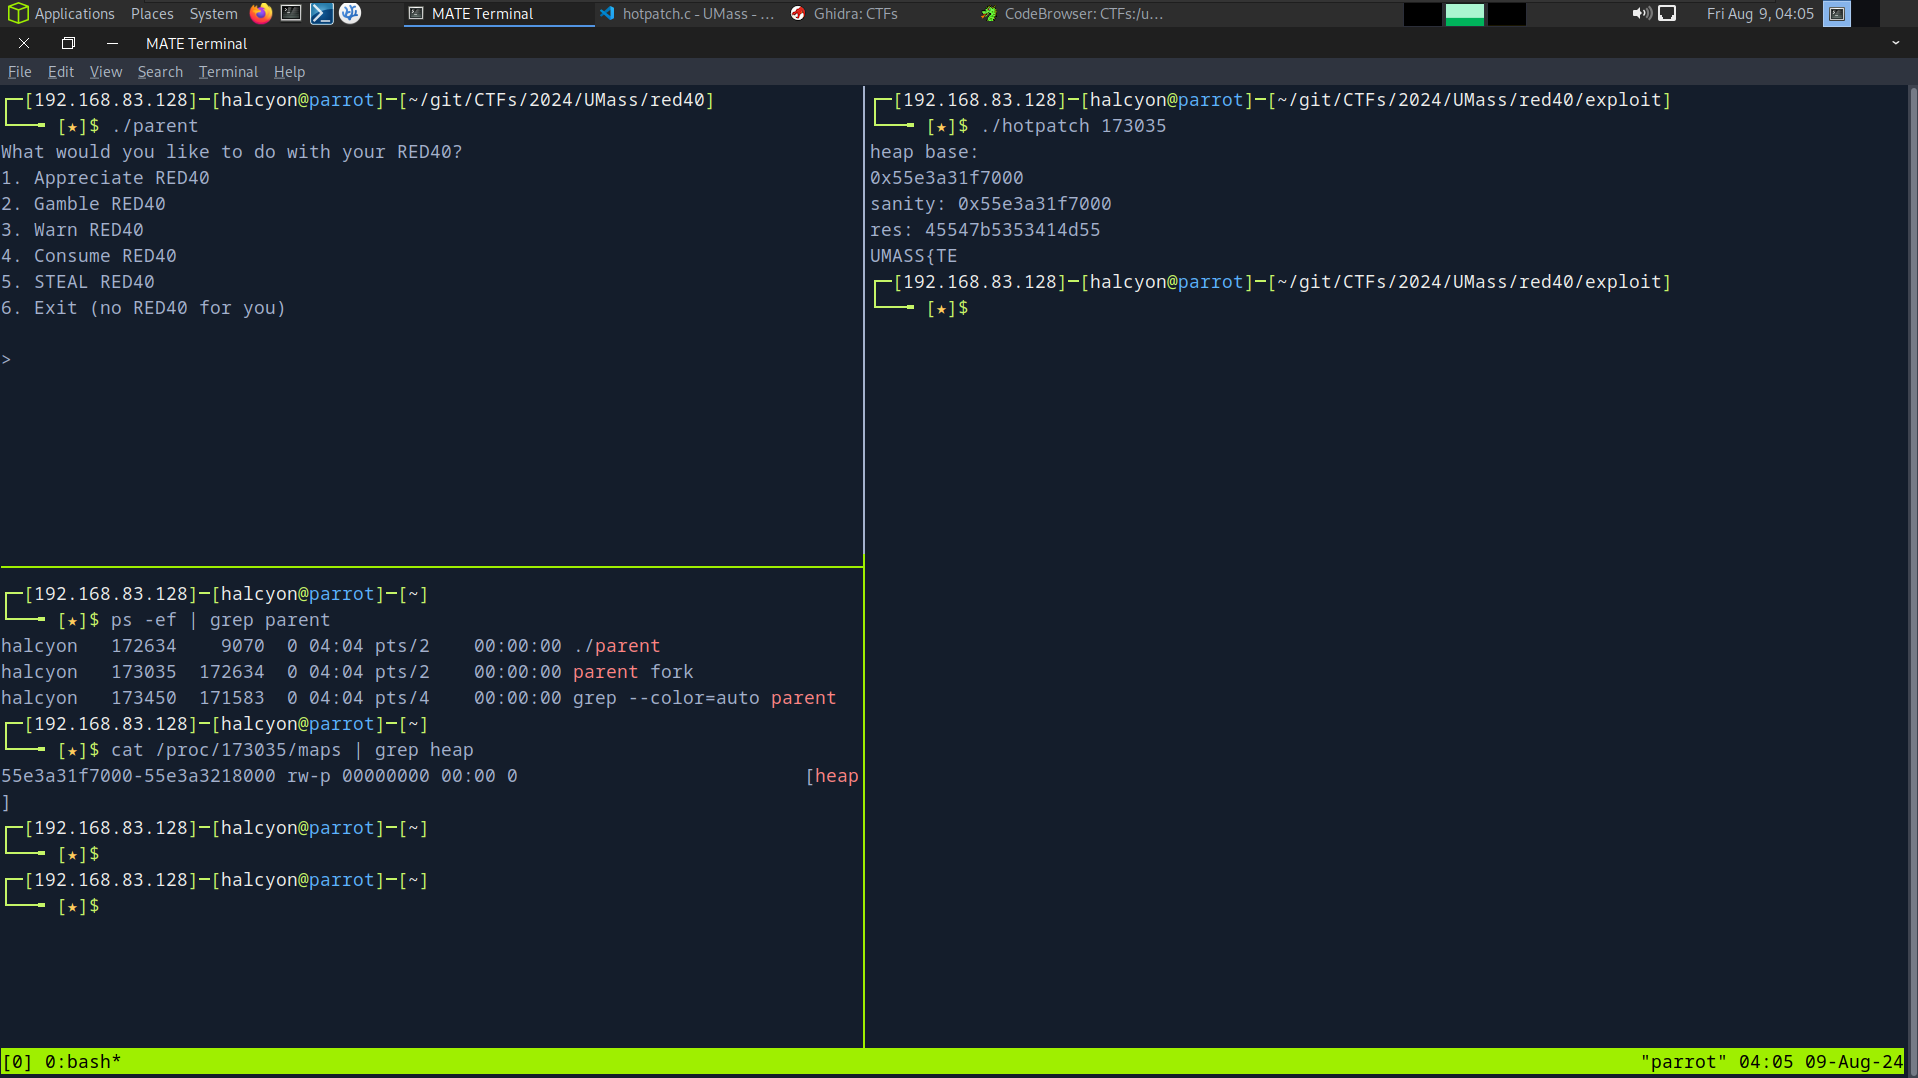 Applications Places System MATE Terminal hotpatch.c - UMass - ... Ghidra: CTFs CodeBrowser: CTFs:/u... Fri Aug 9, 04:05
MATE Terminal
File Edit View Search Terminal Help
┌─[192.168.83.128]─[halcyon@parrot]─[~/git/CTFs/2024/UMass/red40]
└──╼ [★]$ ./parent
What would you like to do with your RED40?
1. Appreciate RED40
2. Gamble RED40
3. Warn RED40
4. Consume RED40
5. STEAL RED40
6. Exit (no RED40 for you)
>
┌─[192.168.83.128]─[halcyon@parrot]─[~]
└──╼ [★]$ ps -ef | grep parent
halcyon   172634    9070  0 04:04 pts/2    00:00:00 ./parent
halcyon   173035  172634  0 04:04 pts/2    00:00:00 parent fork
halcyon   173450  171583  0 04:04 pts/4    00:00:00 grep --color=auto parent
┌─[192.168.83.128]─[halcyon@parrot]─[~]
└──╼ [★]$ cat /proc/173035/maps | grep heap
55e3a31f7000-55e3a3218000 rw-p 00000000 00:00 0                          [heap
]
┌─[192.168.83.128]─[halcyon@parrot]─[~]
└──╼ [★]$
┌─[192.168.83.128]─[halcyon@parrot]─[~]
└──╼ [★]$
┌─[192.168.83.128]─[halcyon@parrot]─[~/git/CTFs/2024/UMass/red40/exploit]
└──╼ [★]$ ./hotpatch 173035
heap base:
0x55e3a31f7000
sanity: 0x55e3a31f7000
res: 45547b5353414d55
UMASS{TE
┌─[192.168.83.128]─[halcyon@parrot]─[~/git/CTFs/2024/UMass/red40/exploit]
└──╼ [★]$
[0] 0:bash* "parrot" 04:05 09-Aug-24